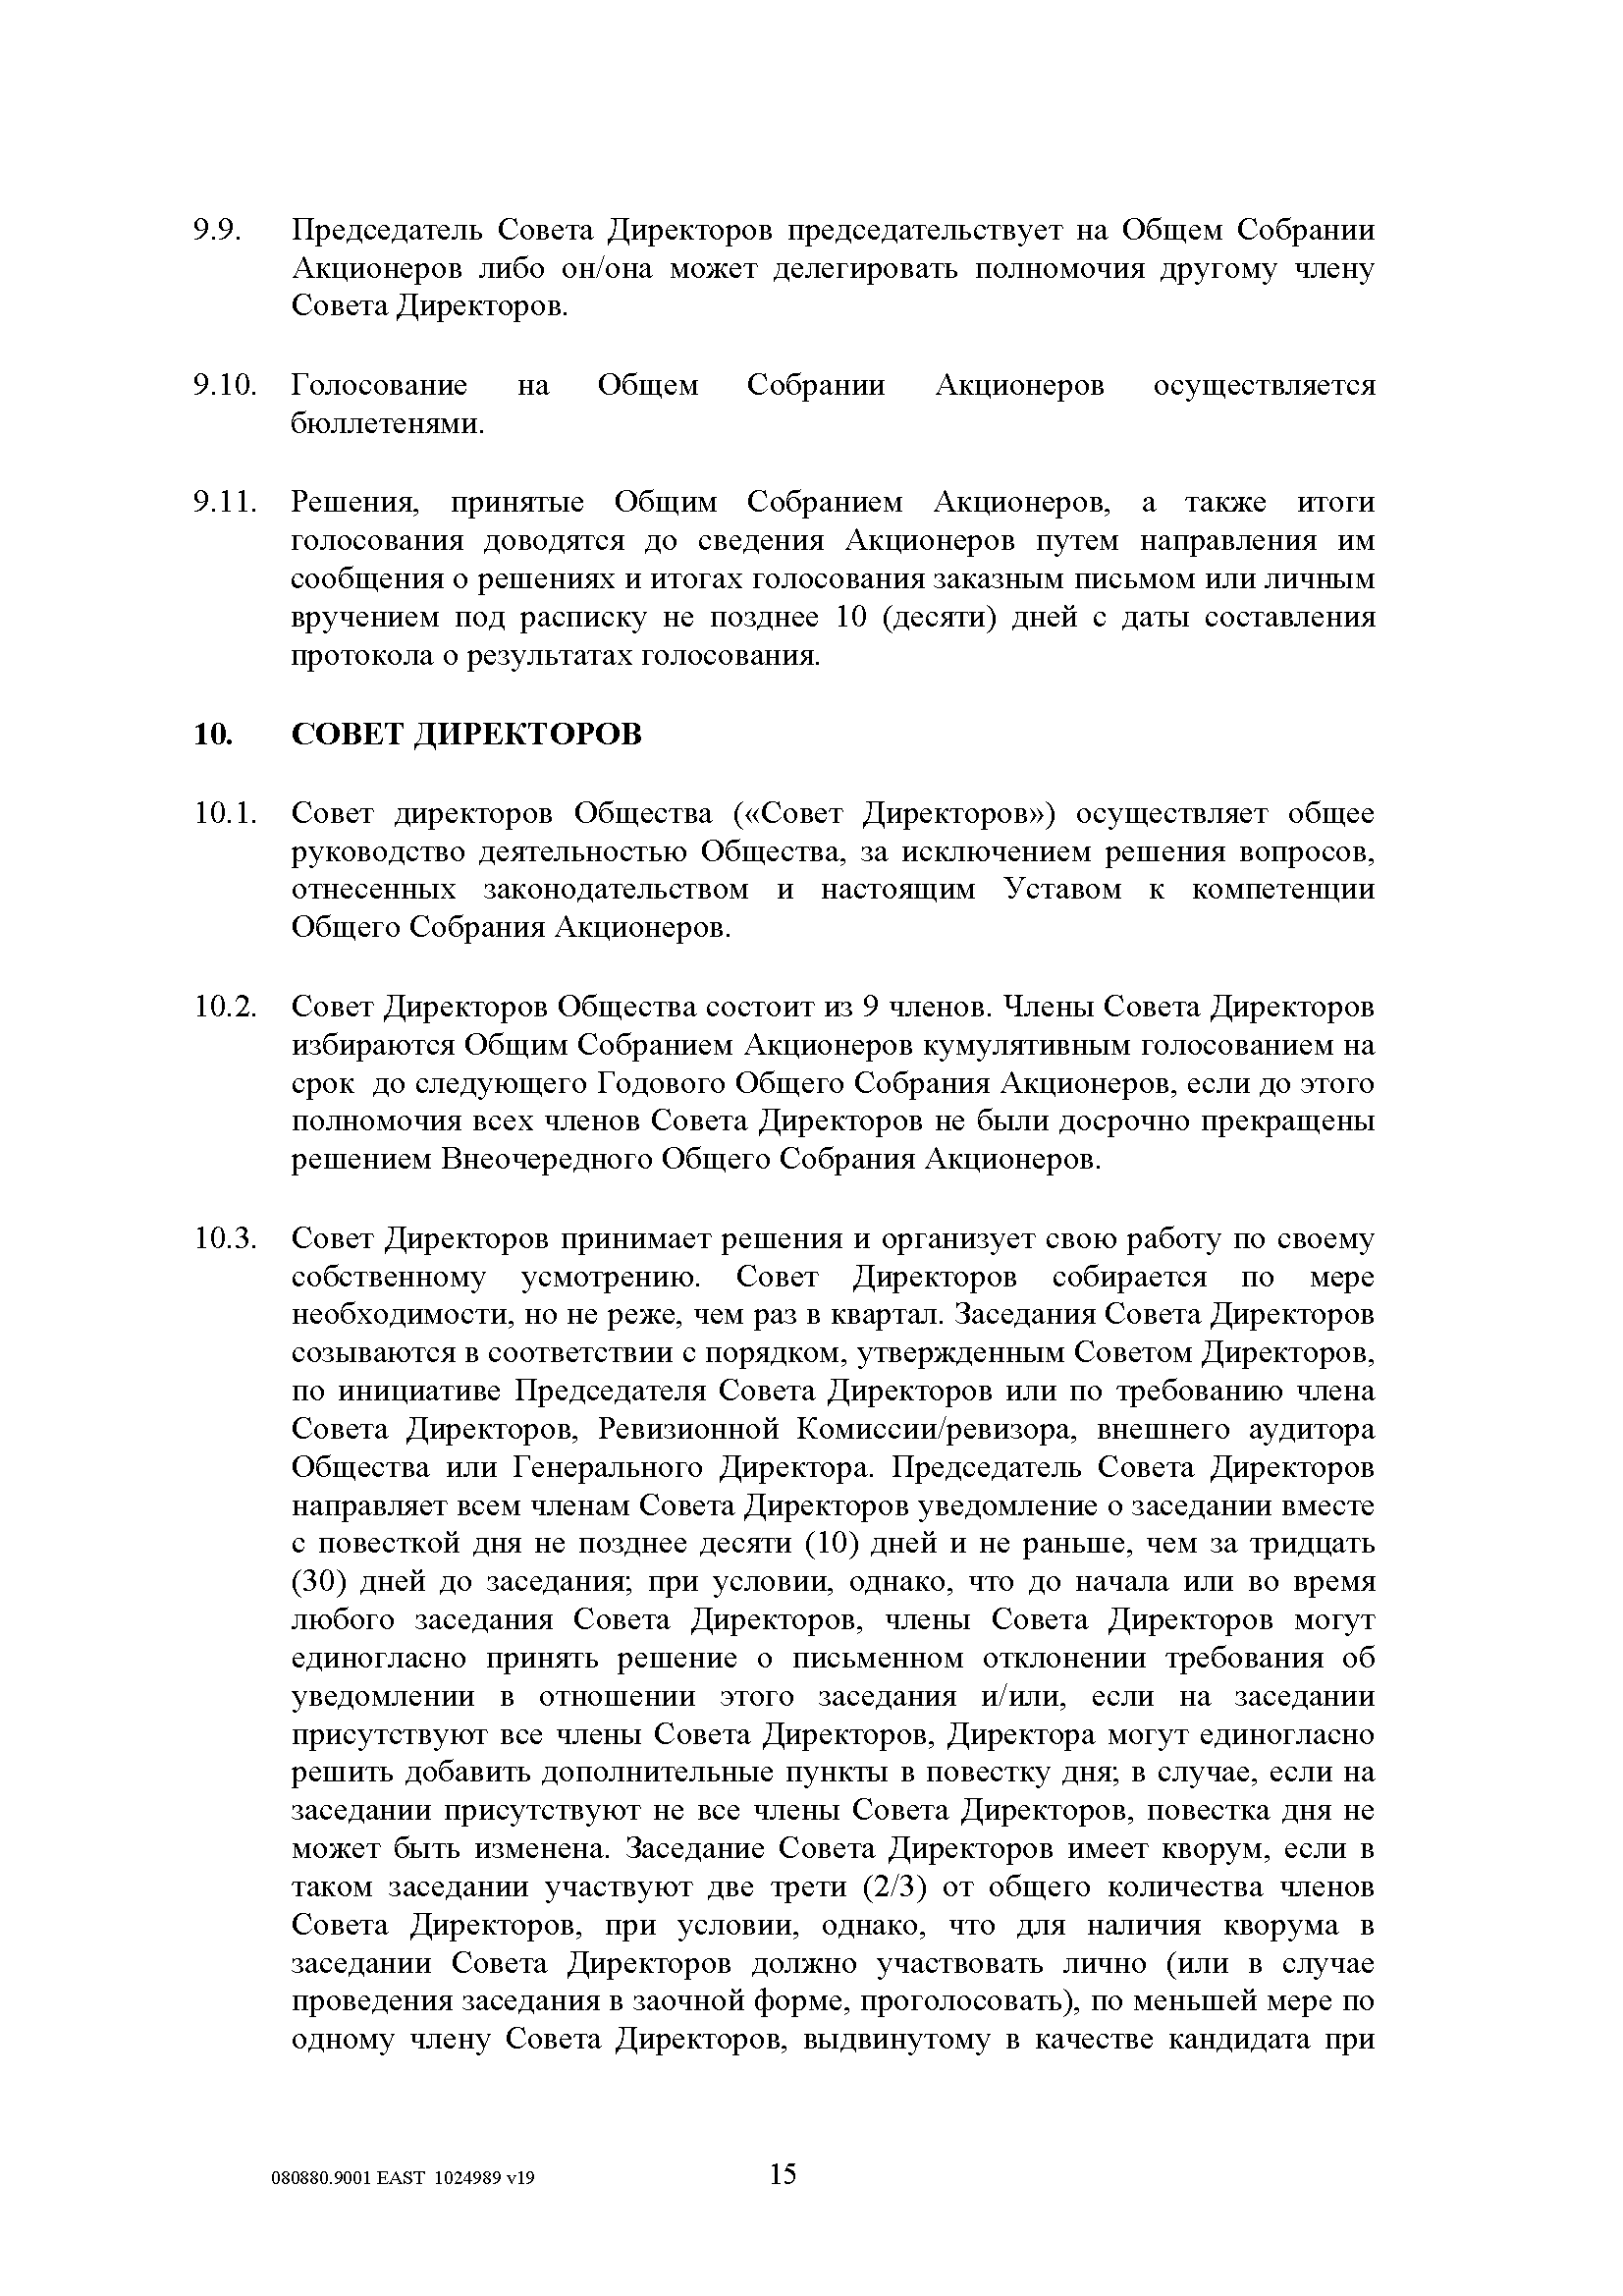 9.9. Председатель Совета Директоров председательствует на Общем Собрании
Акционеров либо он/она может делегировать полномочия другому члену
Совета Директоров.
9.10. Голосование на Общем Собрании Акционеров осуществляется
бюллетенями.
9.11. Решения, принятые Общим Собранием Акционеров, а также итоги
голосования доводятся до сведения Акционеров путем направления им
сообщения о решениях и итогах голосования заказным письмом или личным
вручением под расписку не позднее 10 (десяти) дней с даты составления
протокола о результатах голосования.
10. СОВЕТ ДИРЕКТОРОВ
10.1. Совет директоров Общества («Совет Директоров») осуществляет общее
руководство деятельностью Общества, за исключением решения вопросов,
отнесенных законодательством и настоящим Уставом к компетенции
Общего Собрания Акционеров.
10.2. Совет Директоров Общества состоит из 9 членов. Члены Совета Директоров
избираются Общим Собранием Акционеров кумулятивным голосованием на
срок до следующего Годового Общего Собрания Акционеров, если до этого
полномочия всех членов Совета Директоров не были досрочно прекращены
решением Внеочередного Общего Собрания Акционеров.
10.3. Совет Директоров принимает решения и организует свою работу по своему
собственному усмотрению. Совет Директоров собирается по мере
необходимости, но не реже, чем раз в квартал. Заседания Совета Директоров
созываются в соответствии с порядком, утвержденным Советом Директоров,
по инициативе Председателя Совета Директоров или по требованию члена
Совета Директоров, Ревизионной Комиссии/ревизора, внешнего аудитора
Общества или Генерального Директора. Председатель Совета Директоров
направляет всем членам Совета Директоров уведомление о заседании вместе
с повесткой дня не позднее десяти (10) дней и не раньше, чем за тридцать
(30) дней до заседания; при условии, однако, что до начала или во время
любого заседания Совета Директоров, члены Совета Директоров могут
единогласно принять решение о письменном отклонении требования об
уведомлении в отношении этого заседания и/или, если на заседании
присутствуют все члены Совета Директоров, Директора могут единогласно
решить добавить дополнительные пункты в повестку дня; в случае, если на
заседании присутствуют не все члены Совета Директоров, повестка дня не
может быть изменена. Заседание Совета Директоров имеет кворум, если в
таком заседании участвуют две трети (2/3) от общего количества членов
Совета Директоров, при условии, однако, что для наличия кворума в
заседании Совета Директоров должно участвовать лично (или в случае
проведения заседания в заочной форме, проголосовать), по меньшей мере по
одному члену Совета Директоров, выдвинутому в качестве кандидата при
080880.9001 EAST 1024989 v19 15